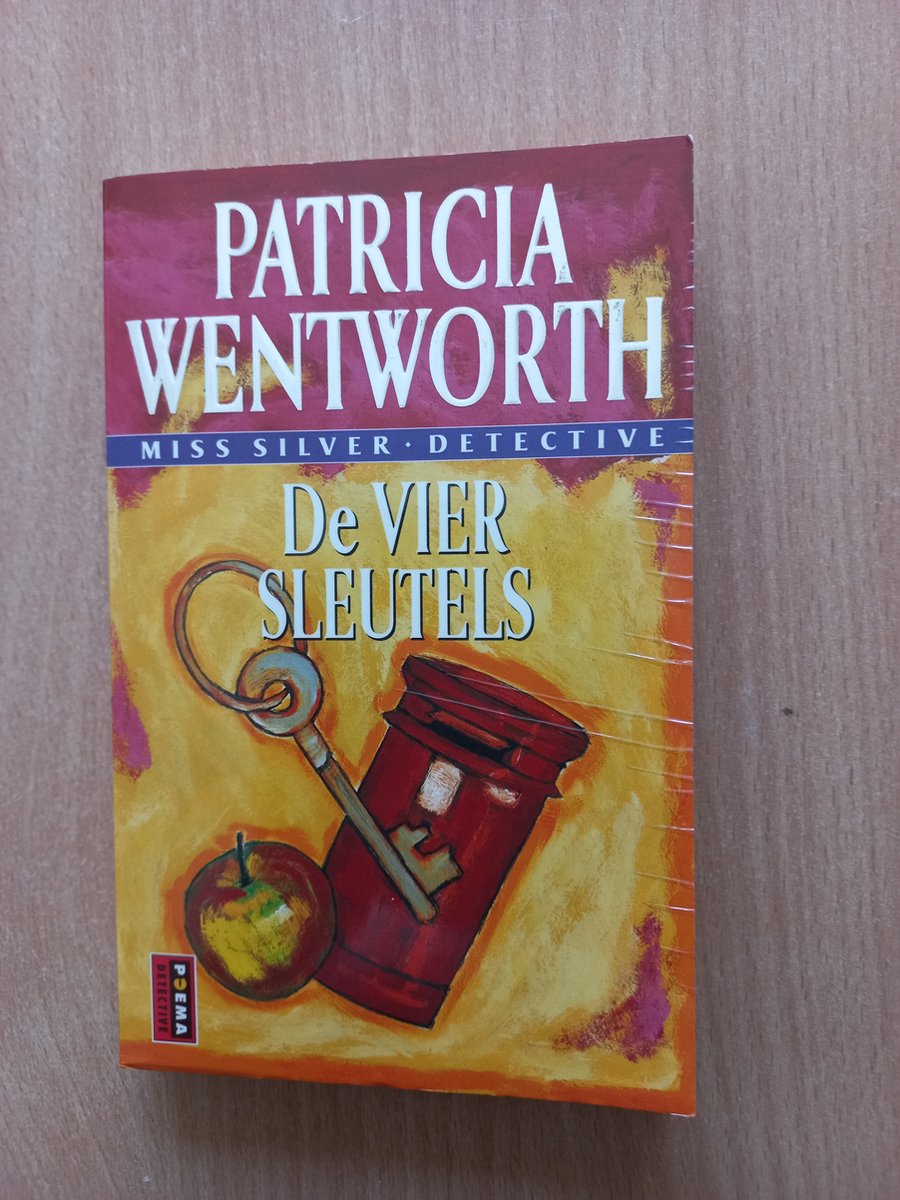 PATRICIA
WENTWORTH
MISS SILVER · DETECTIVE
De VIER
SLEUTELS
POEMA
DETECTIVE